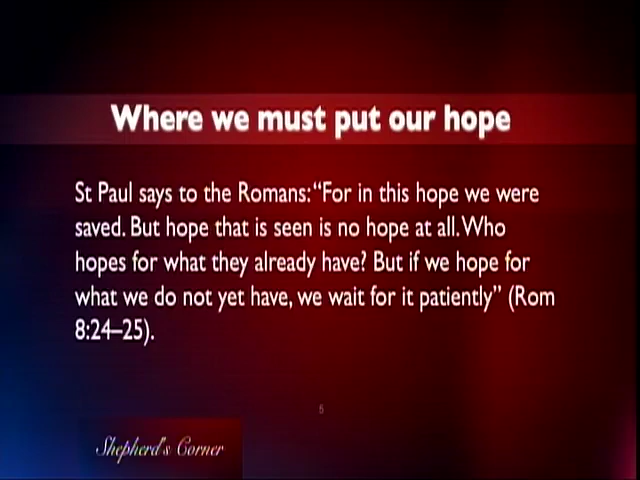 Where we must put our hope
St Paul says to the Romans:“For in this hope we were
saved. But hope that is seen is no hope at all. Who
hopes for what they already have? But if we hope for
what we do not yet have, we wait for it patiently” (Rom
8:24–25).
5
Shepherd's Corner